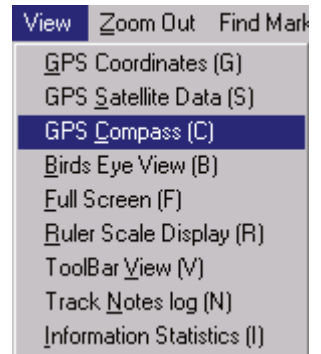 View Zoom Out Find Mark
GPS Coordinates (G)
GPS Satellite Data (S)
GPS Compass (C)
Birds Eye View (B)
Full Screen (F)
Ruler Scale Display (R)
ToolBar View (V)
Track Notes log (N)
Information Statistics (I)